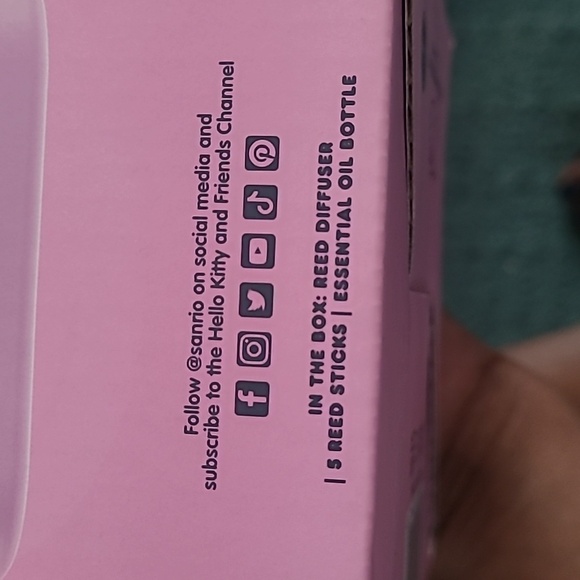 Follow @sanrio on social media and
subscribe to the Hello Kitty and Friends Channel
IN THE BOX: REED DIFFUSER
| 5 REED STICKS | ESSENTIAL OIL BOTTLE